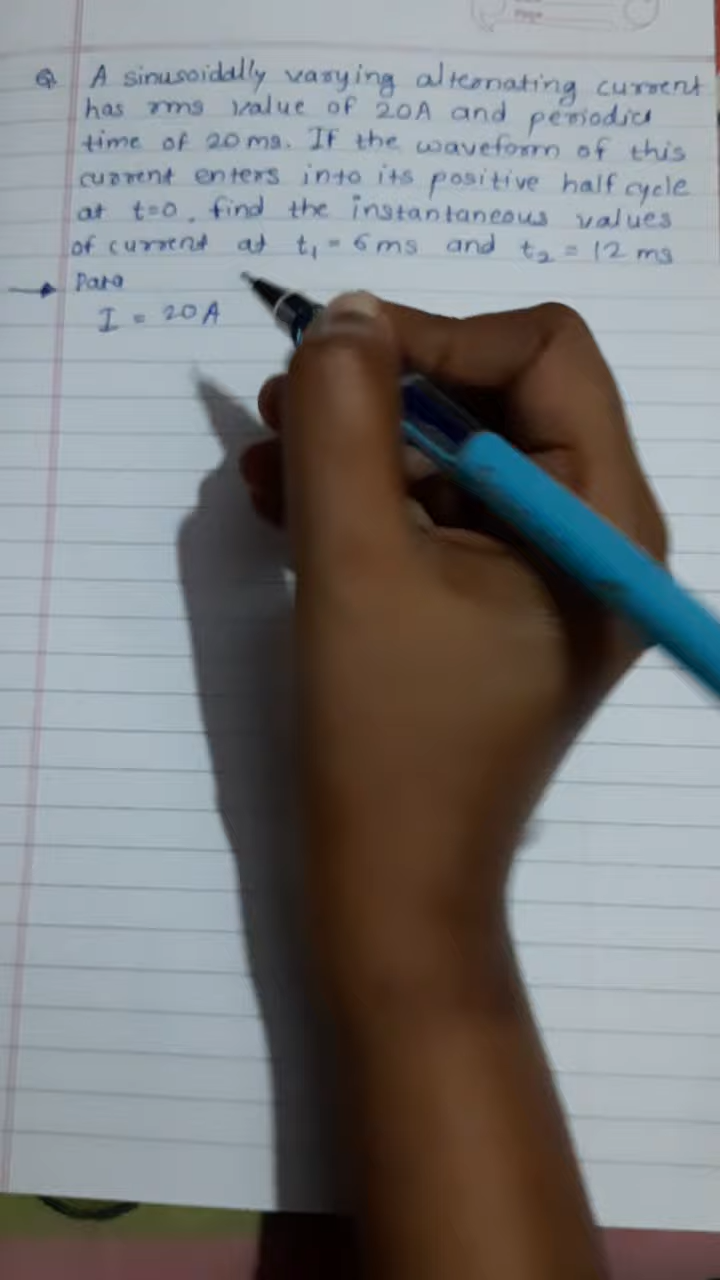 Page
Q A sinusoidally varying alternating current
has rms value of 20A and periodic
time of 20 ms. If the waveform of this
current enters into its positive half cycle
at t=0, find the instantaneous values
of current at t₁ = 6ms and t₂ = 12 ms
→ Data
I = 20A